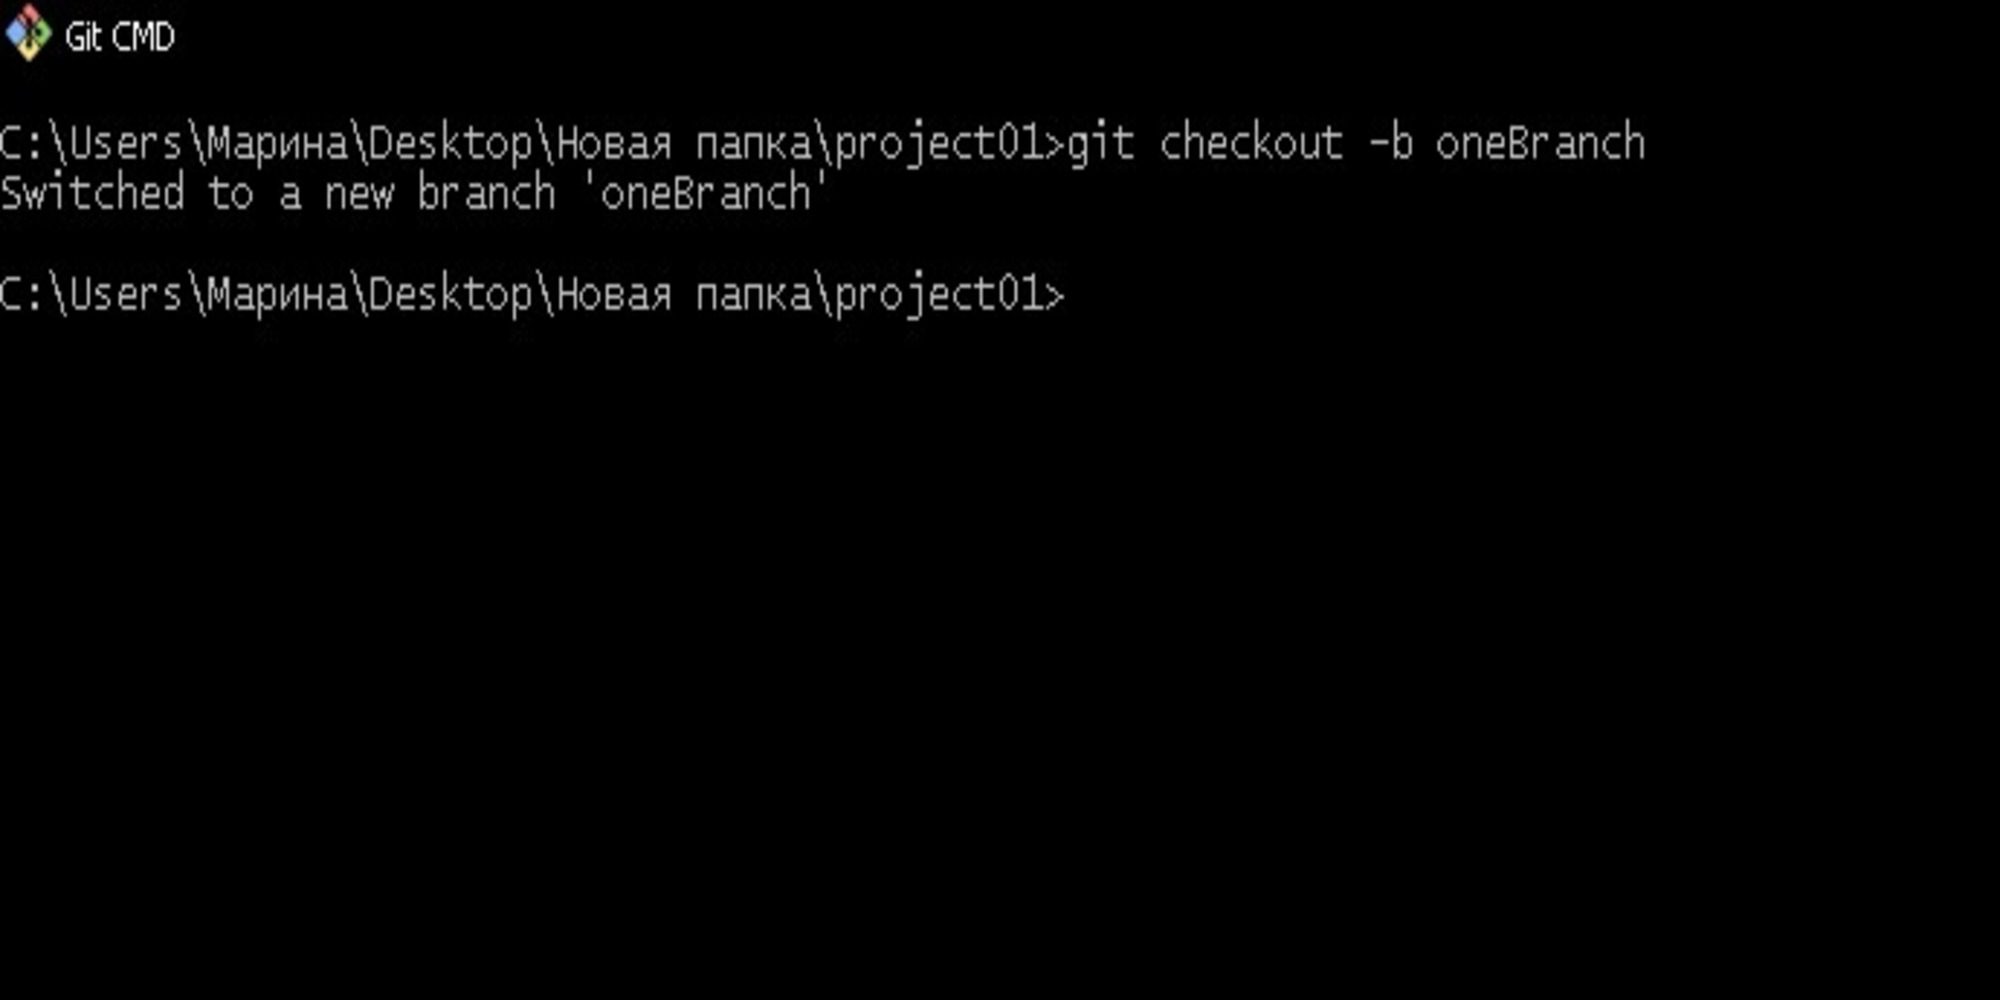 Git CMD
C:\Users\Марина\Desktop\Новая папка\project01>git checkout -b oneBranch
Switched to a new branch 'oneBranch'
C:\Users\Марина\Desktop\Новая папка\project01>